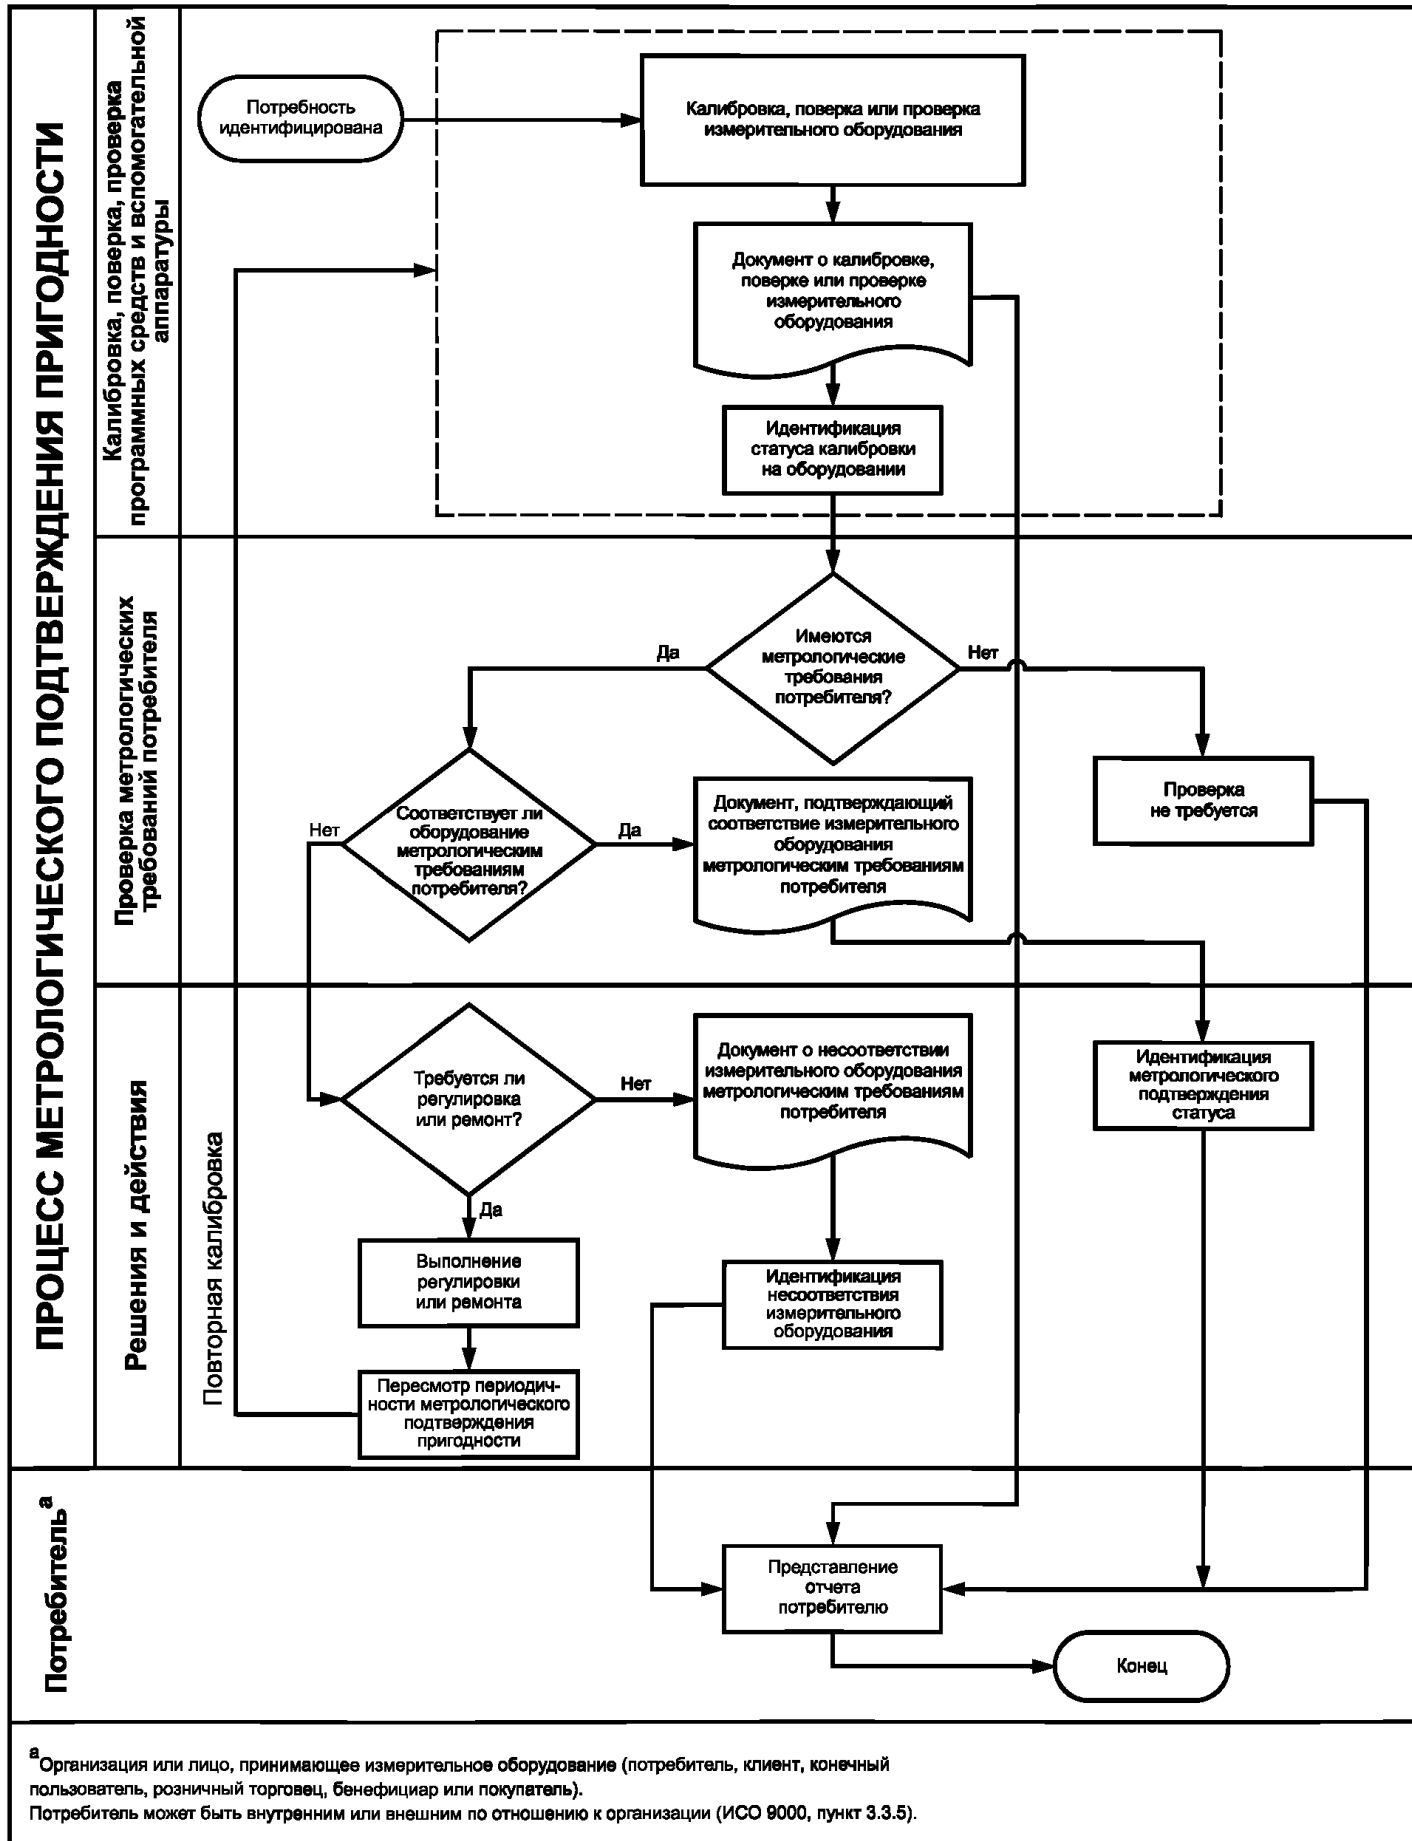 ПРОЦЕСС МЕТРОЛОГИЧЕСКОГО ПОДТВЕРЖДЕНИЯ ПРИГОДНОСТИ
Калибровка, поверка, проверка
программных средств и вспомогательной
аппаратуры
Потребность
идентифицирована
Калибровка, поверка или проверка
измерительного оборудования
Документ о калибровке,
поверке или проверке
измерительного
оборудования
Идентификация
статуса калибровки
на оборудовании
Проверка метрологических
требований потребителя
Имеются
метрологические
требования
потребителя?
Да
Нет
Соответствует ли
оборудование
метрологическим
требованиям
потребителя?
Нет
Да
Документ, подтверждающий
соответствие измерительного
оборудования
метрологическим требованиям
потребителя
Проверка
не требуется
Решения и действия
Повторная калибровка
Требуется ли
регулировка
или ремонт?
Нет
Да
Документ о несоответствии
измерительного оборудования
метрологическим требованиям
потребителя
Идентификация
метрологического
подтверждения
статуса
Выполнение
регулировки
или ремонта
Идентификация
несоответствия
измерительного
оборудования
Пересмотр периодич-
ности метрологического
подтверждения
пригодности
Потребитель а
Представление
отчета
потребителю
Конец
а Организация или лицо, принимающее измерительное оборудование (потребитель, клиент, конечный
пользователь, розничный торговец, бенефициар или покупатель).
Потребитель может быть внутренним или внешним по отношению к организации (ИСО 9000, пункт 3.3.5).